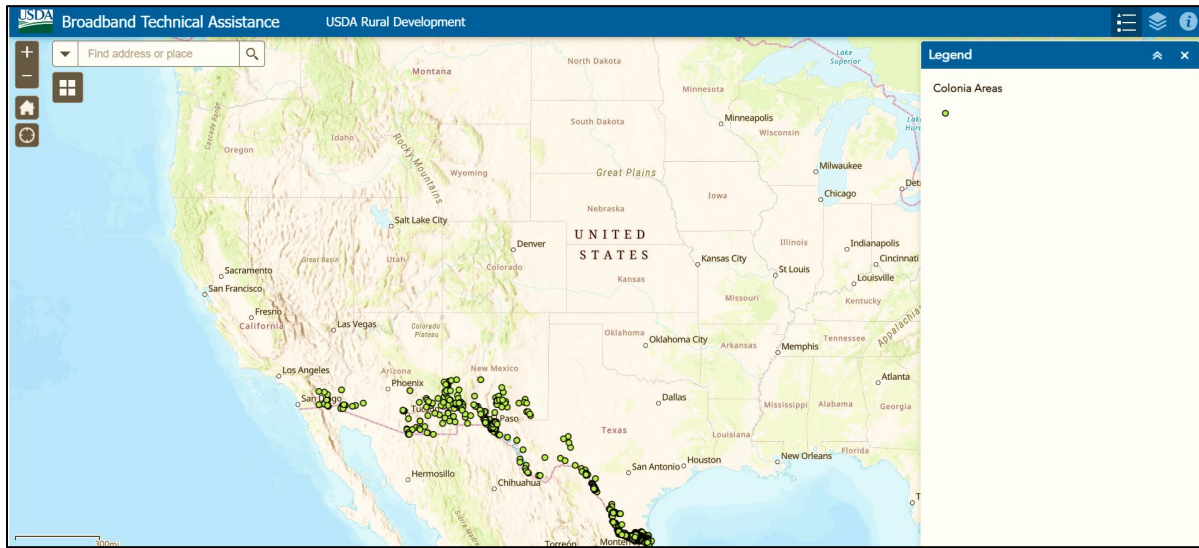 USDA
Broadband Technical Assistance
USDA Rural Development
Find address or place
Legend
Colonia Areas
Lake
Superior
North Dakota
Montana
Minnesota
Cascade Range
South Dakota
Minneapolis
Wisconsin
Idaho
Oregon
Rocky Mountains
Wyoming
Great Plains
Milwaukee
Chicago
Iowa
Nebraska
Salt Lake City
UNITED
STATES
Denver
Illinois
Indianapolis
Great Basin
Utah
Colorado
Kansas City
St Louis
Cincinnati
Sacramento
Kansas
Louisville
San Francisco
Missouri
Kentucky
Fresno
California
Las Vegas
Colorado
Plateau
Oklahoma
Oklahoma City
Arkansas
Tennessee
Memphis
Los Angeles
Arizona
New Mexico
Phoenix
Atlanta
San Diego
Dallas
Mississippi
Alabama
Georgia
Paso
Texas
Louisiana
New Orleans
Florida
San Antonio
Houston
Hermosillo
Chihuahua
Torreón
300mi